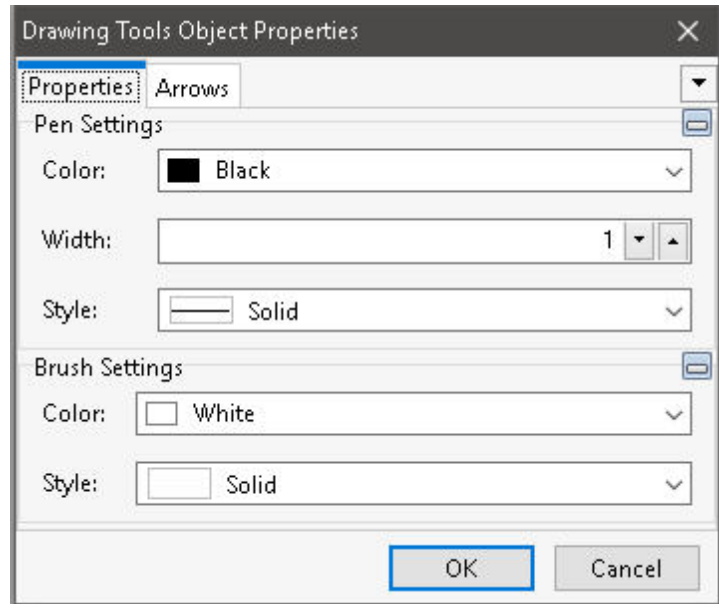 Drawing Tools Object Properties
Properties Arrows
Pen Settings
Color: Black
Width: 1
Style: Solid
Brush Settings
Color: White
Style: Solid
OK Cancel